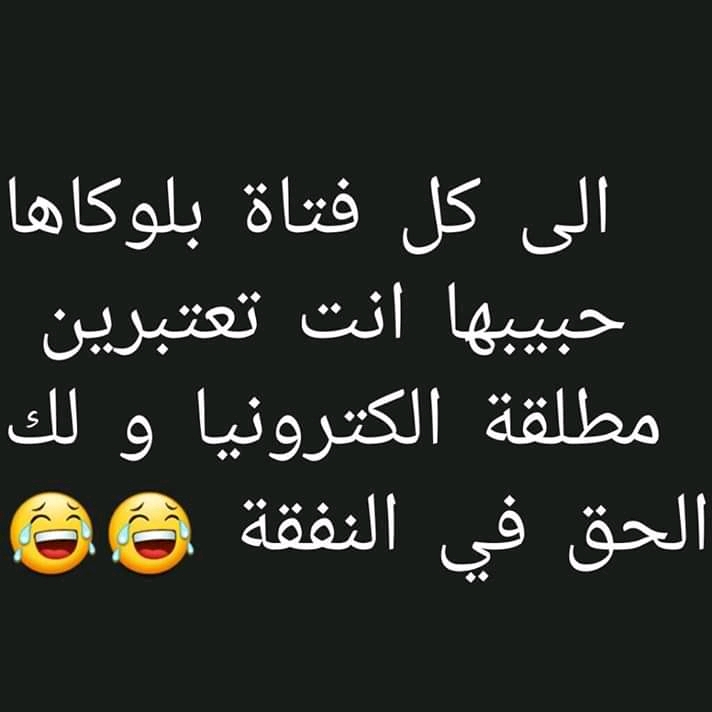 الى كل فتاة بلوكاها
حبيبها انت تعتبرين
مطلقة الكترونيا و لك
الحق في النفقة 😂😂